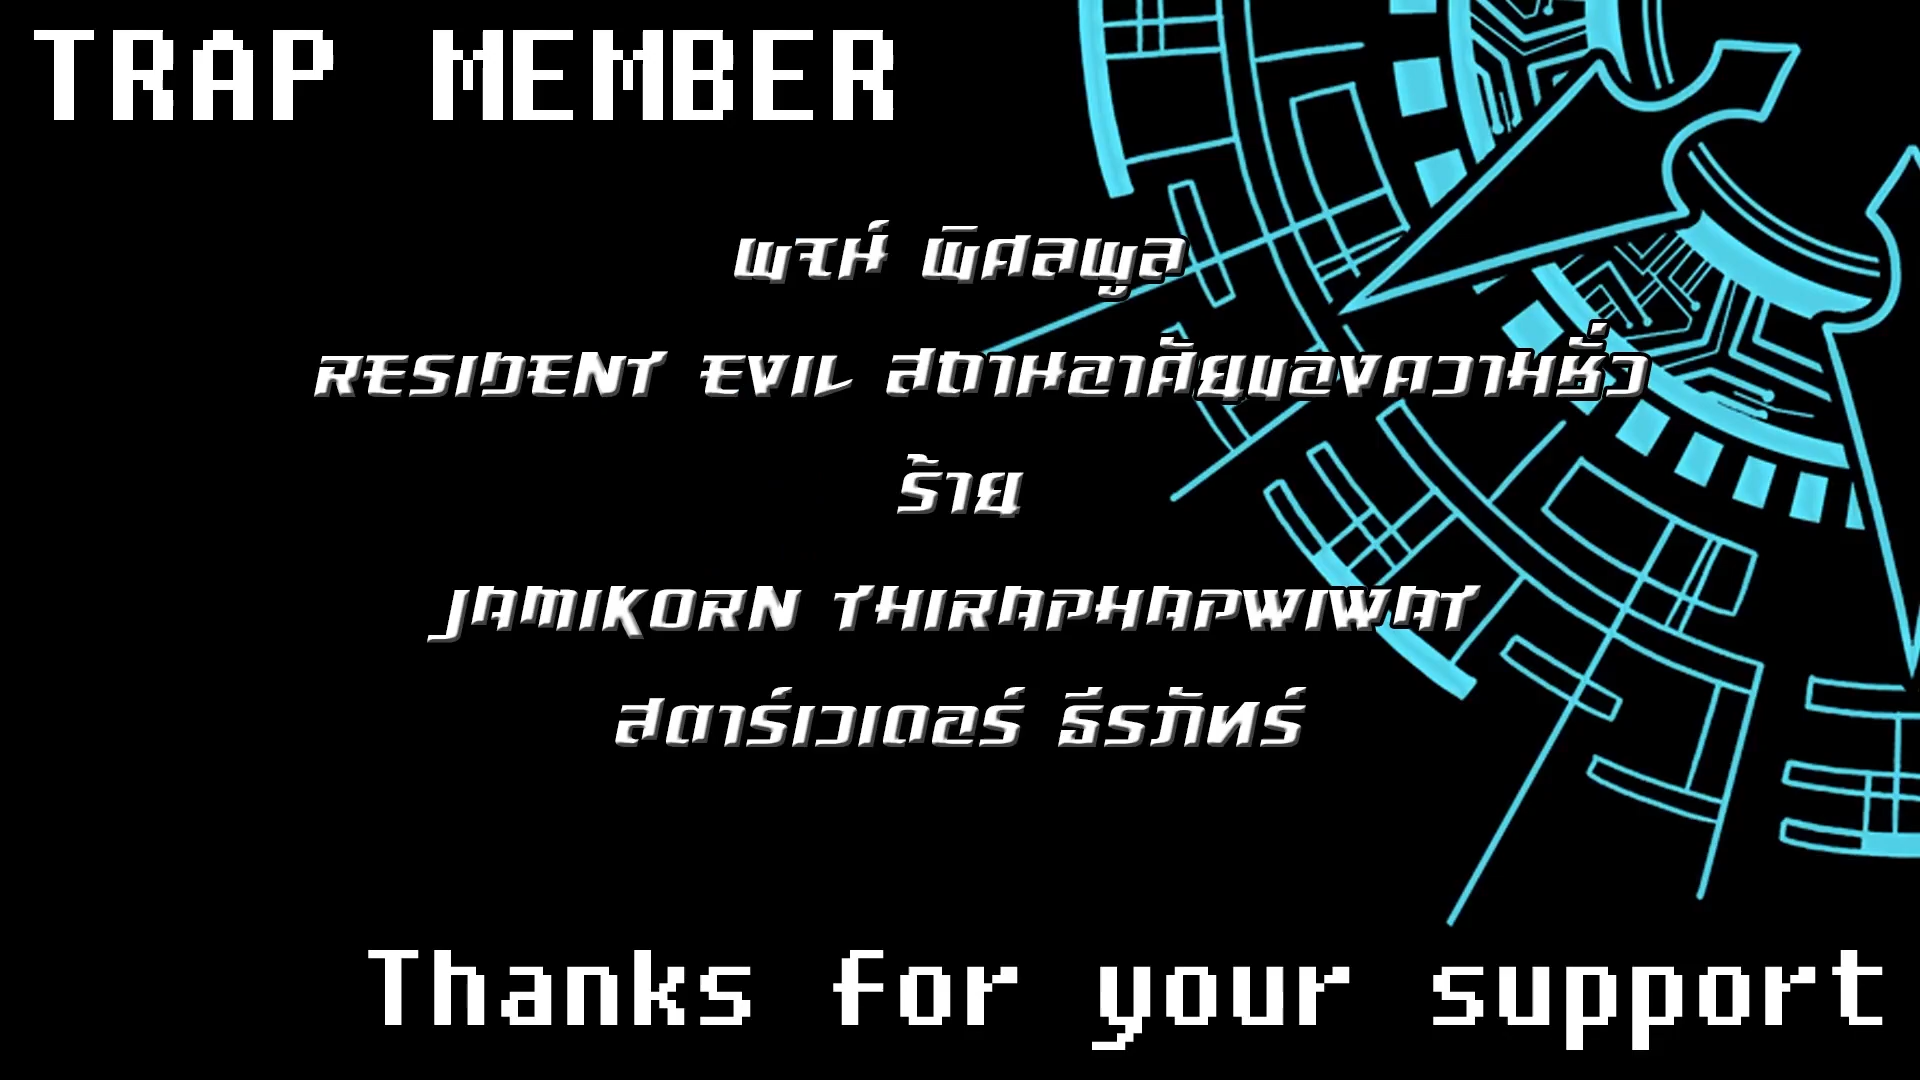 TRAP MEMBER
พจน์ พิศลพูล
RESIDENT EVIL สถานอาศัยของความชั่ว
ร้าย
JAMIKORN THIRAPHAPWIWAT
สตาร์เวเดอร์ ธีรภัทร์
Thanks for your support